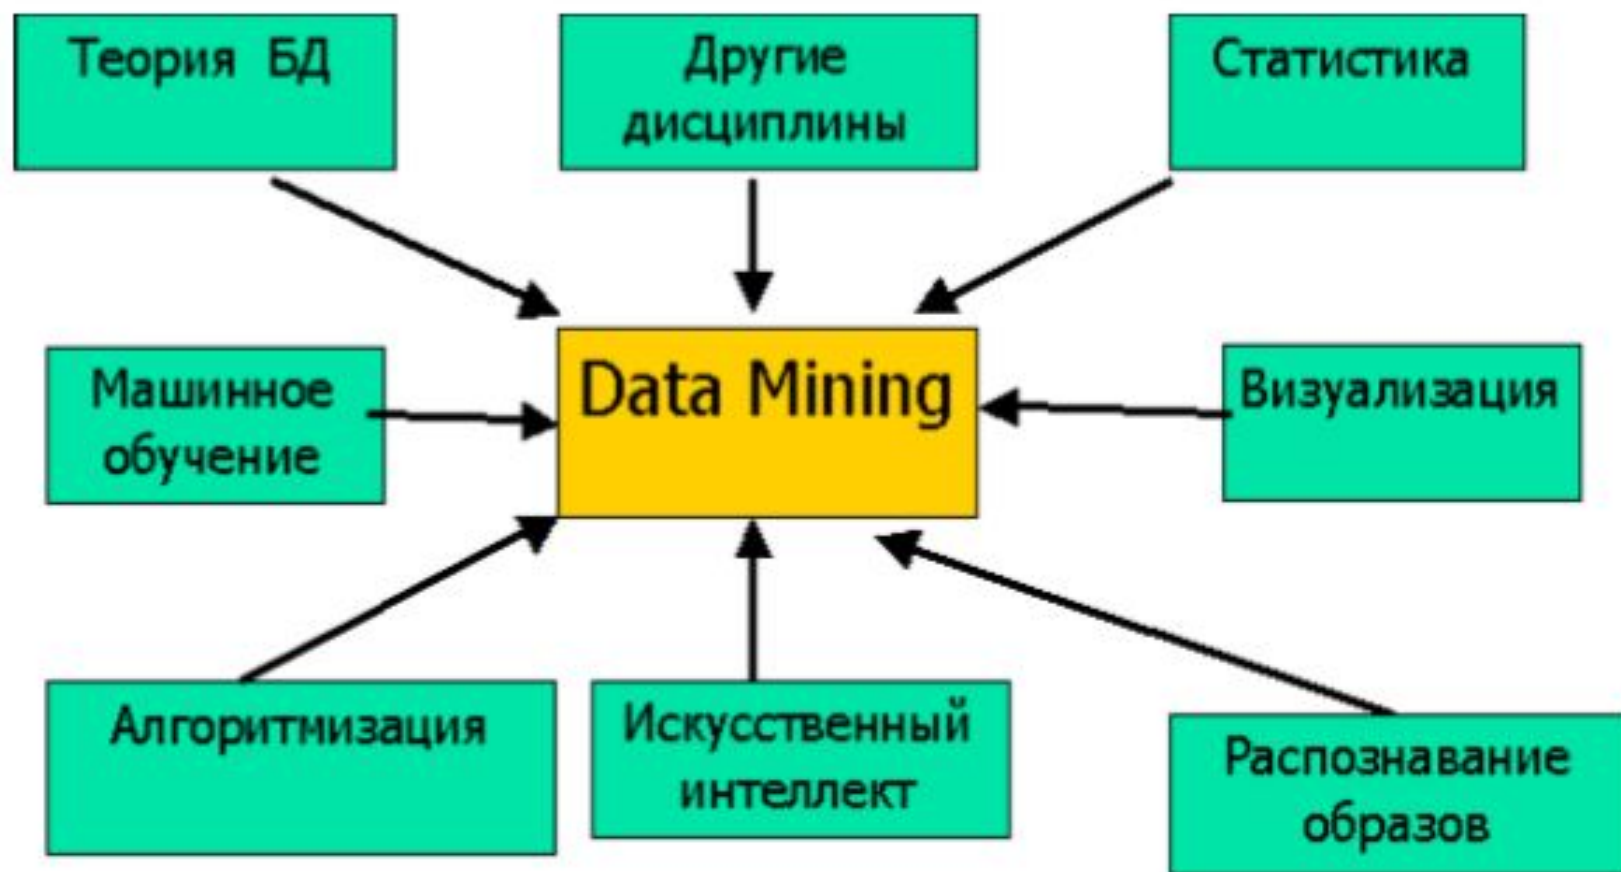 Теория БД
Другие
дисциплины
Статистика
Машинное
обучение
Data Mining
Визуализация
Алгоритмизация
Искусственный
интеллект
Распознавание
образов